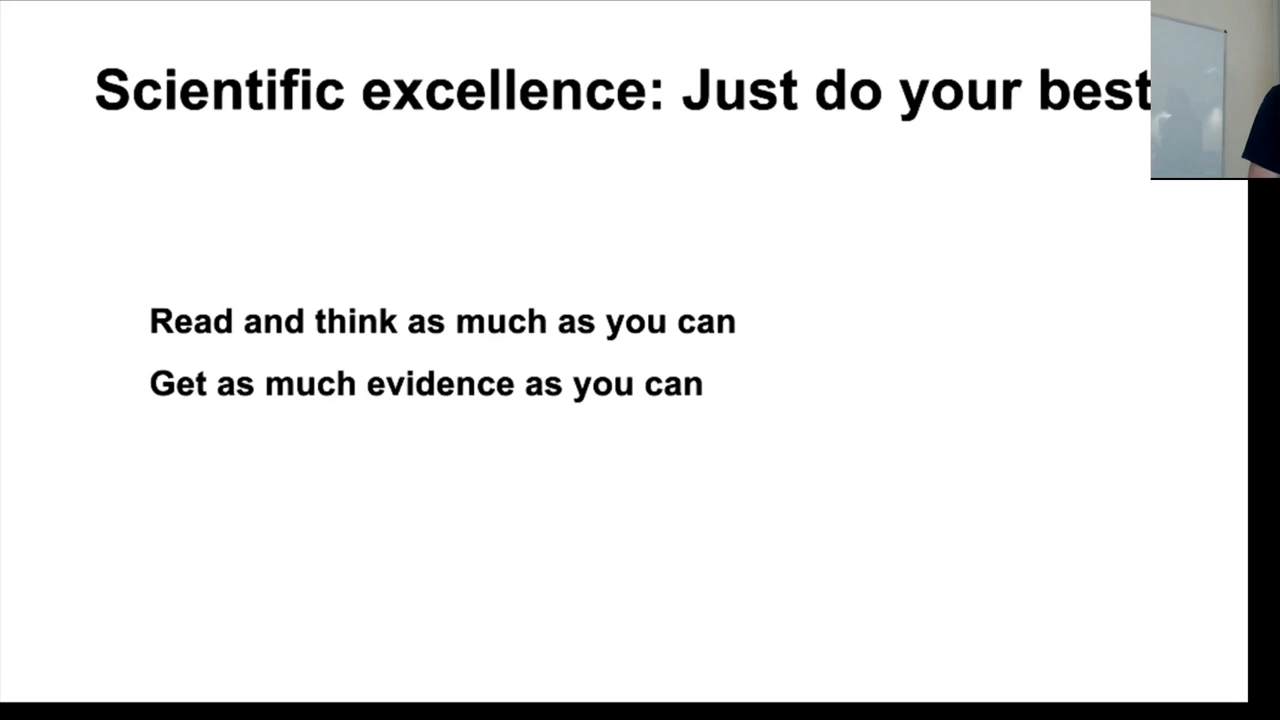 Scientific excellence: Just do your best
Read and think as much as you can
Get as much evidence as you can